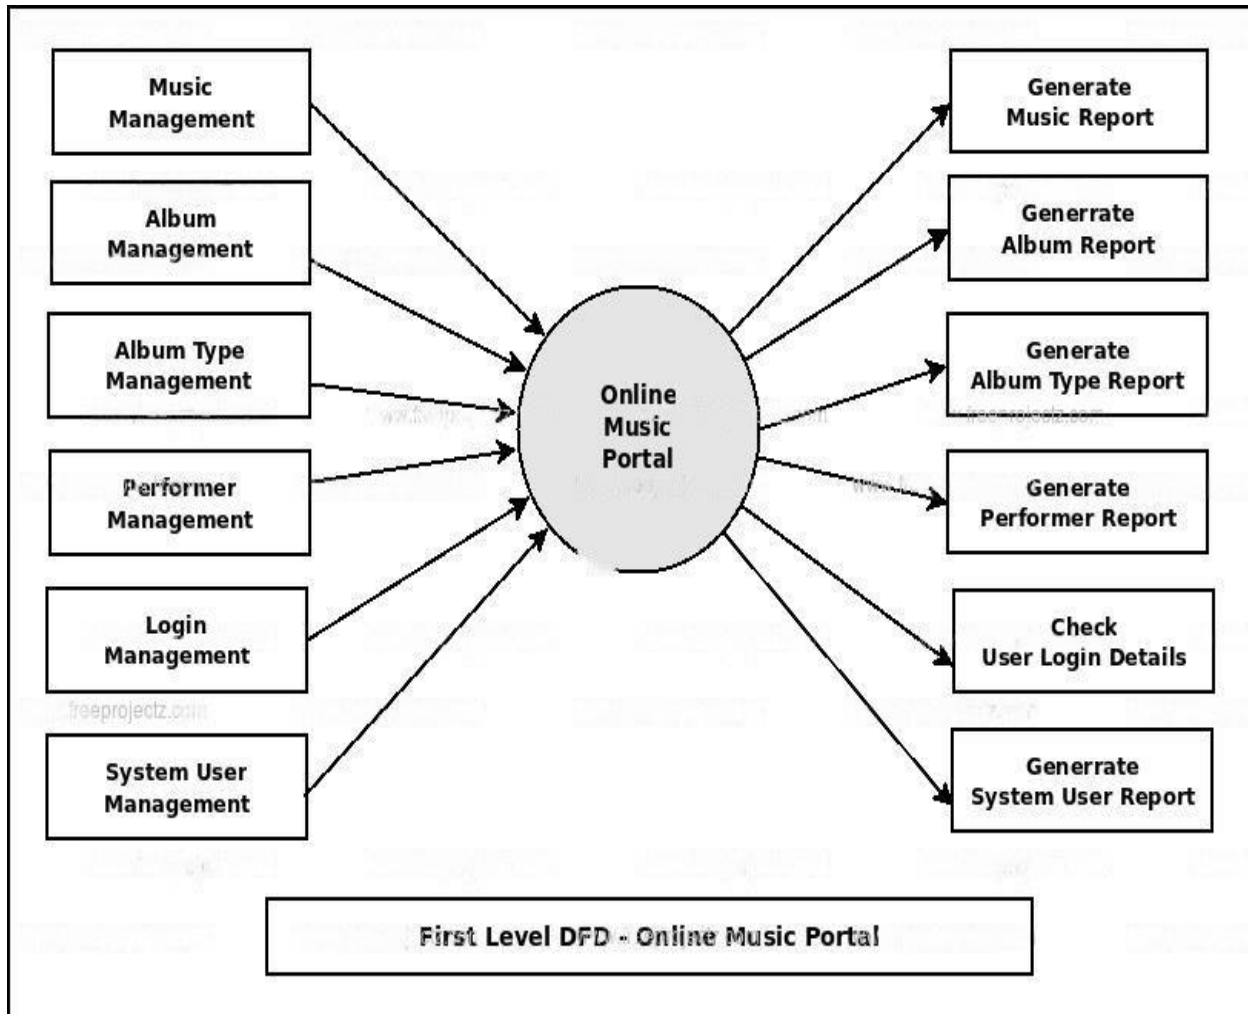 Music
Management
Album
Management
Album Type
Management
Performer
Management
Login
Management
System User
Management
Online
Music
Portal
Generate
Music Report
Generrate
Album Report
Generate
Album Type Report
Generate
Performer Report
Check
User Login Details
Generrate
System User Report
freeprojectz.com
First Level DFD - Online Music Portal